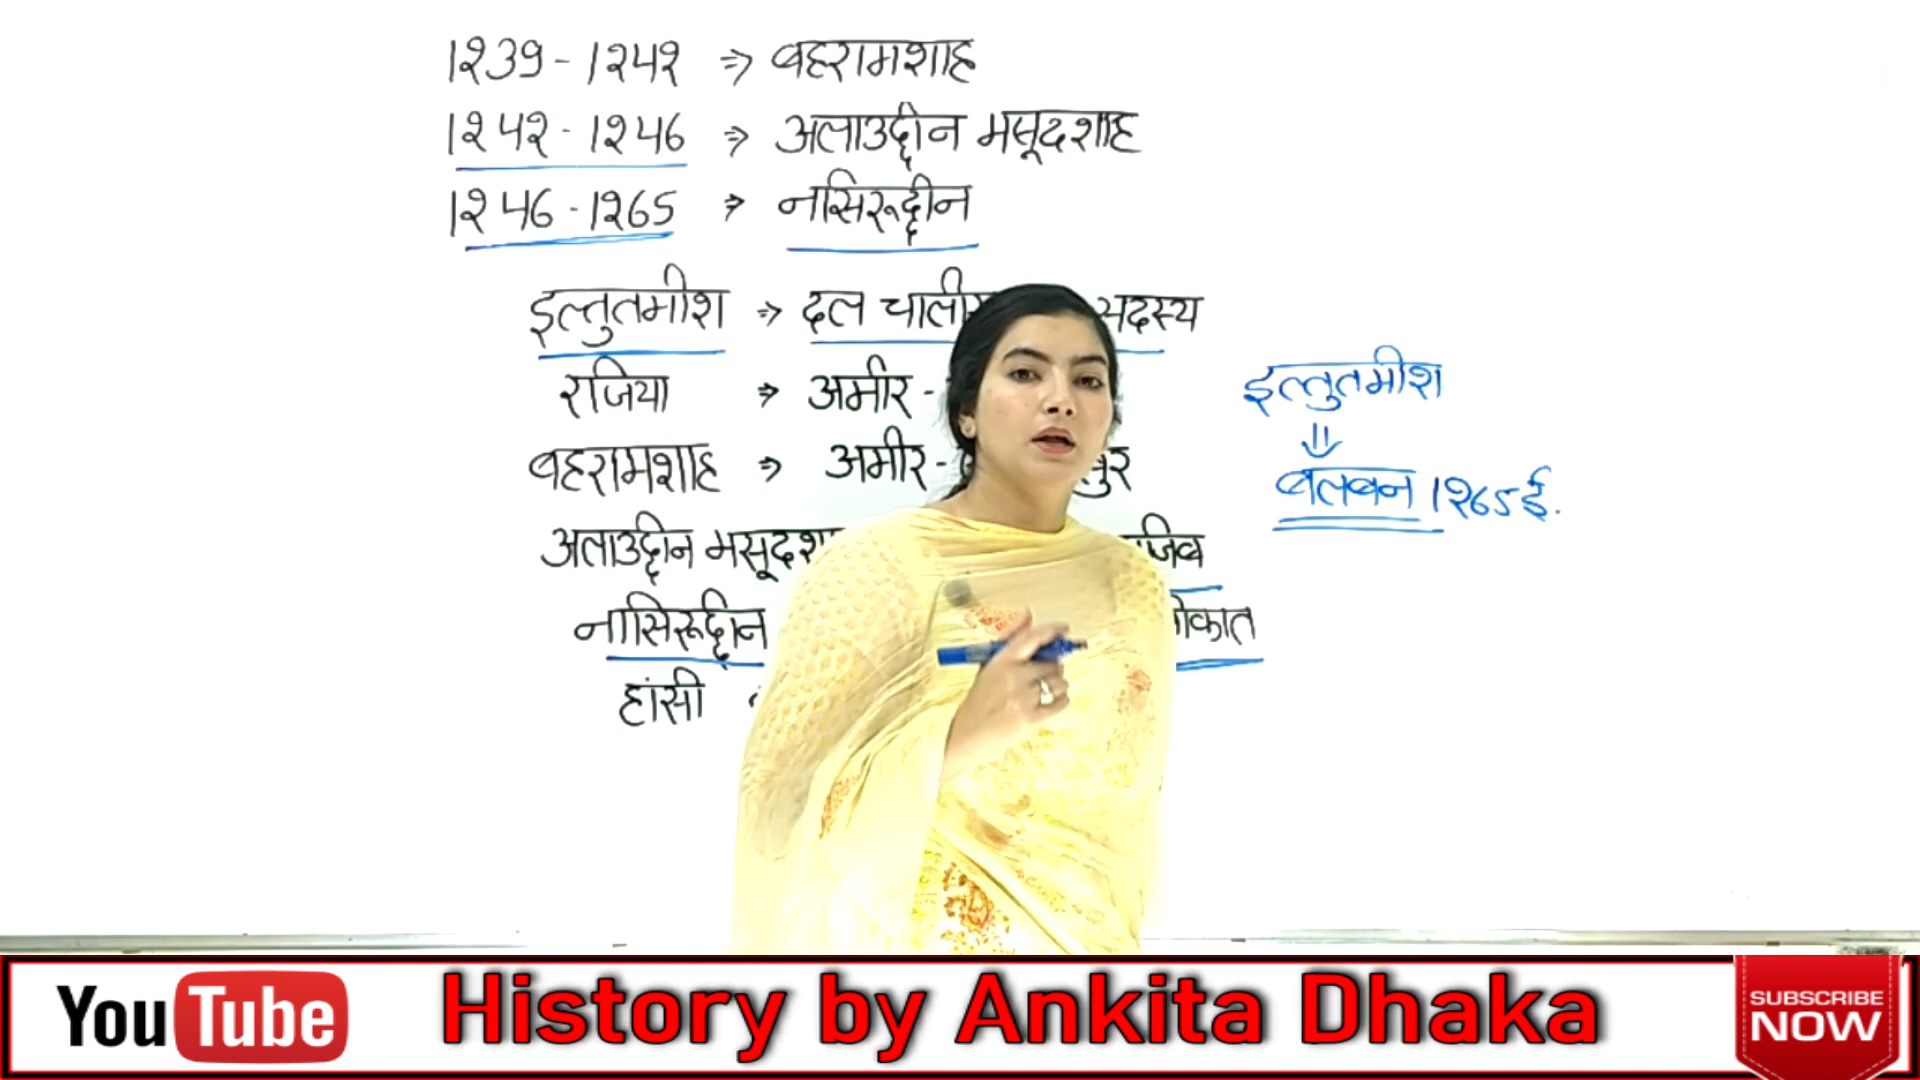 1239 - 1242 ⇒ बहरामशाह
1242 - 1246 ⇒ अलाउद्दीन मसूदशाह
1246 - 1265 ⇒ नसिरूद्दीन
इल्तुतमीश ⇒ दल चालीसा सदस्य
रजिया ⇒ अमीर-
बहरामशाह ⇒ अमीर-
अलाउद्दीन मसूदशाह
नासिरूद्दीन
हांसी
इल्तुतमीश
⇓
बलबन 1265 ई.
YouTube
History by Ankita Dhaka
SUBSCRIBE
NOW